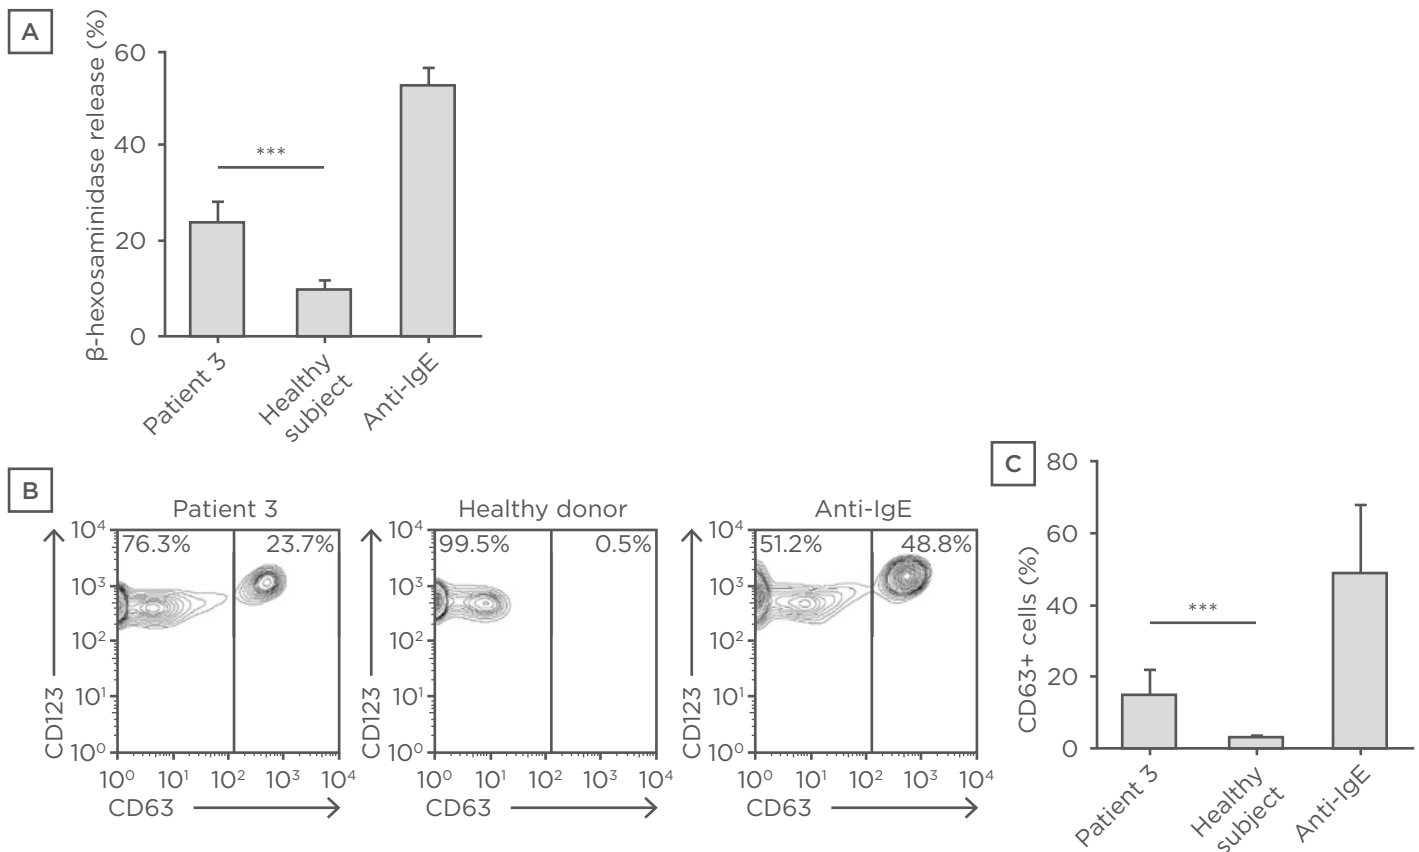 A
β-hexosaminidase release (%)
60
40
20
0
***
Patient 3
Healthy
subject
Anti-IgE
B
Patient 3
Healthy donor
Anti-IgE
CD123
10⁴
10³
10²
10¹
10⁰
76.3%
23.7%
10⁰ 10¹ 10² 10³ 10⁴
CD63
CD123
10⁴
10³
10²
10¹
10⁰
99.5%
0.5%
10⁰ 10¹ 10² 10³ 10⁴
CD63
CD123
10⁴
10³
10²
10¹
10⁰
51.2%
48.8%
10⁰ 10¹ 10² 10³ 10⁴
CD63
C
CD63+ cells (%)
80
60
40
20
0
***
Patient 3
Healthy
subject
Anti-IgE